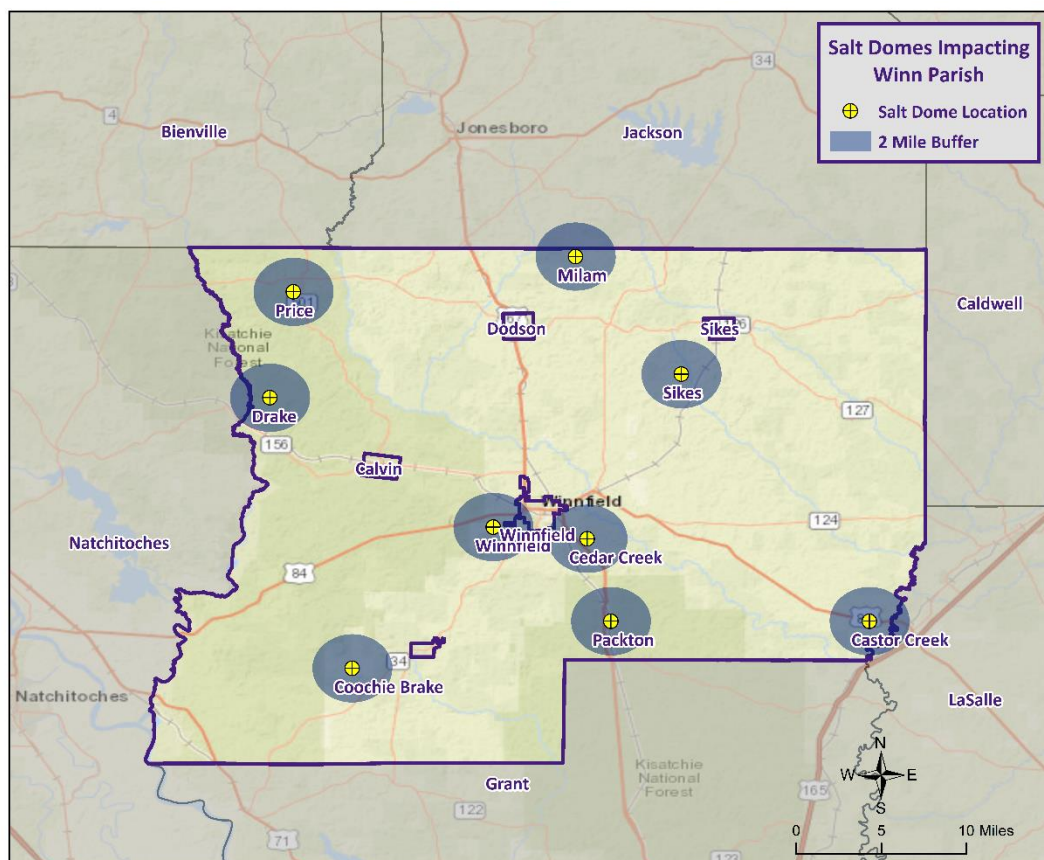 Salt Domes Impacting
Winn Parish
Salt Dome Location
2 Mile Buffer
34
4
Bienville
Jonesboro
Jackson
Milam
Caldwell
Price
Dodson
Sikes
Kisatchie
National
Forest
Sikes
Drake
127
156
Calvin
Winnfield
Winnfield
Winnfield
Cedar Creek
124
Natchitoches
84
Packton
Castor Creek
34
Coochie Brake
Natchitoches
LaSalle
N
W
E
S
Grant
Kisatchie
National
Forest
165
122
71
123
0
5
10 Miles